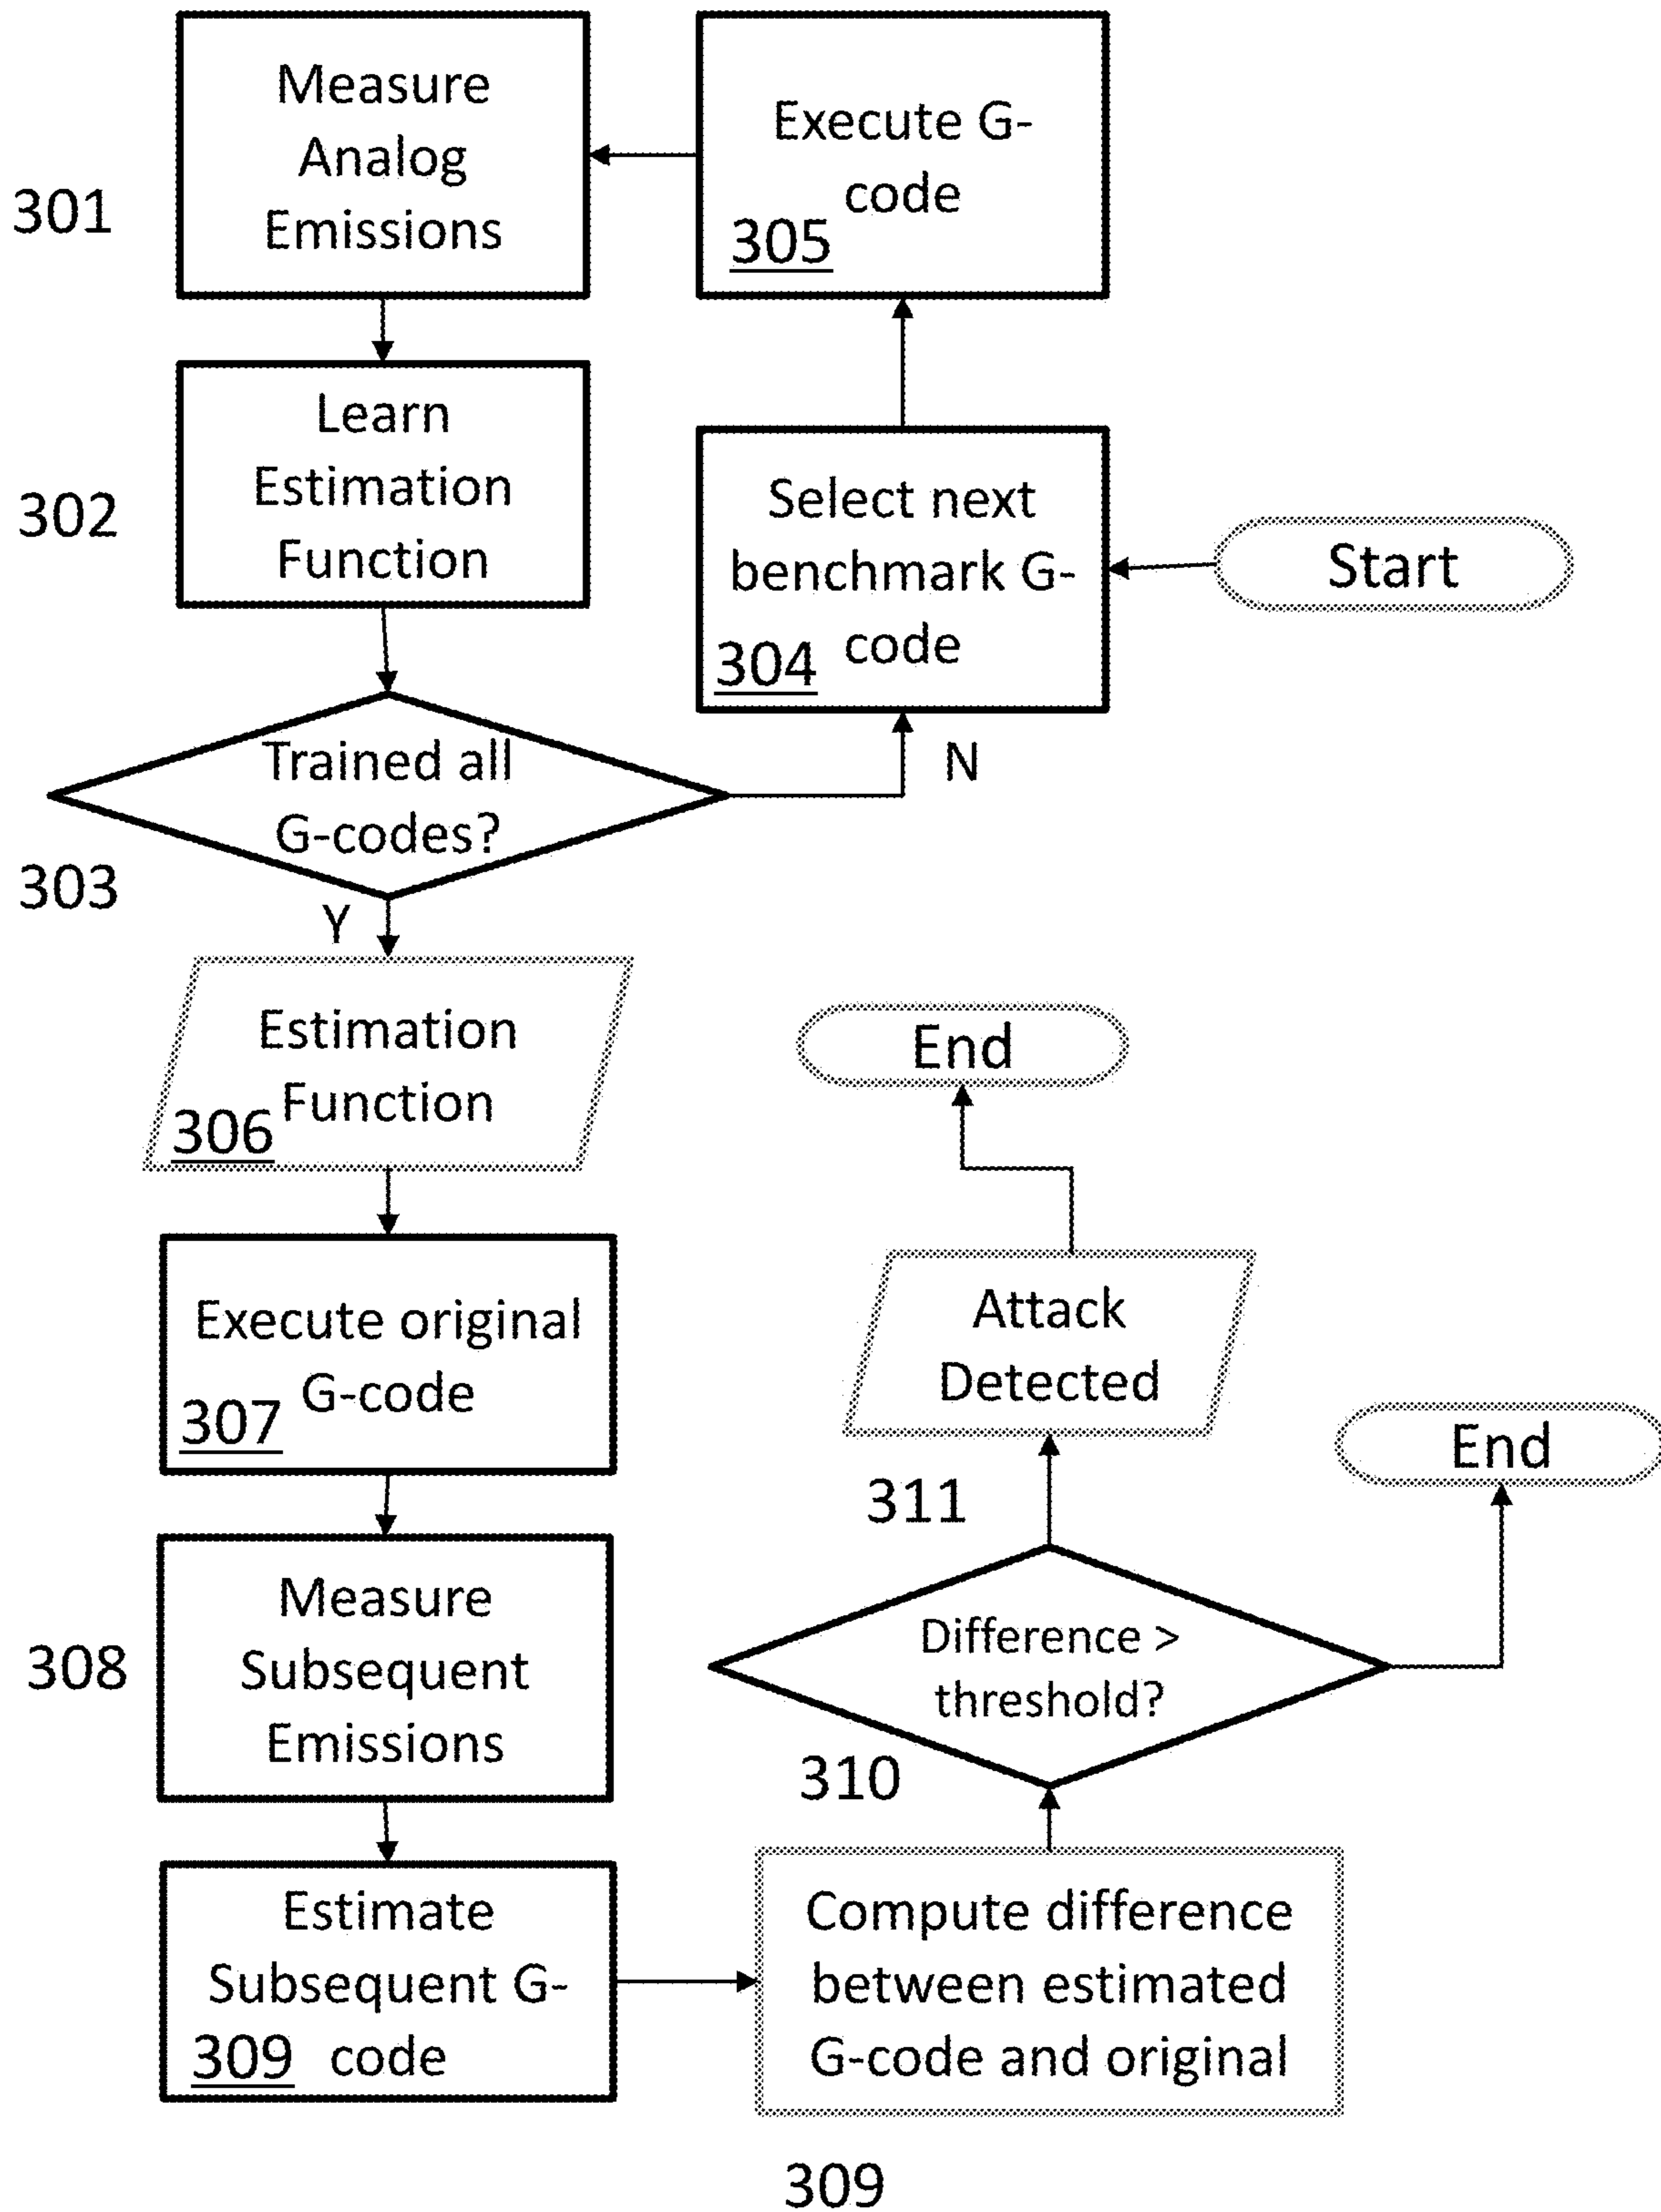 Measure
Analog
Emissions
301
Execute G-
code
305
Learn
Estimation
Function
302
Select next
benchmark G-
code
304
Start
Trained all
G-codes?
303
N
Y
Estimation
Function
306
End
Execute original
G-code
307
Attack
Detected
311
End
Measure
Subsequent
Emissions
308
Difference >
threshold?
310
Estimate
Subsequent G-
code
309
Compute difference
between estimated
G-code and original
309